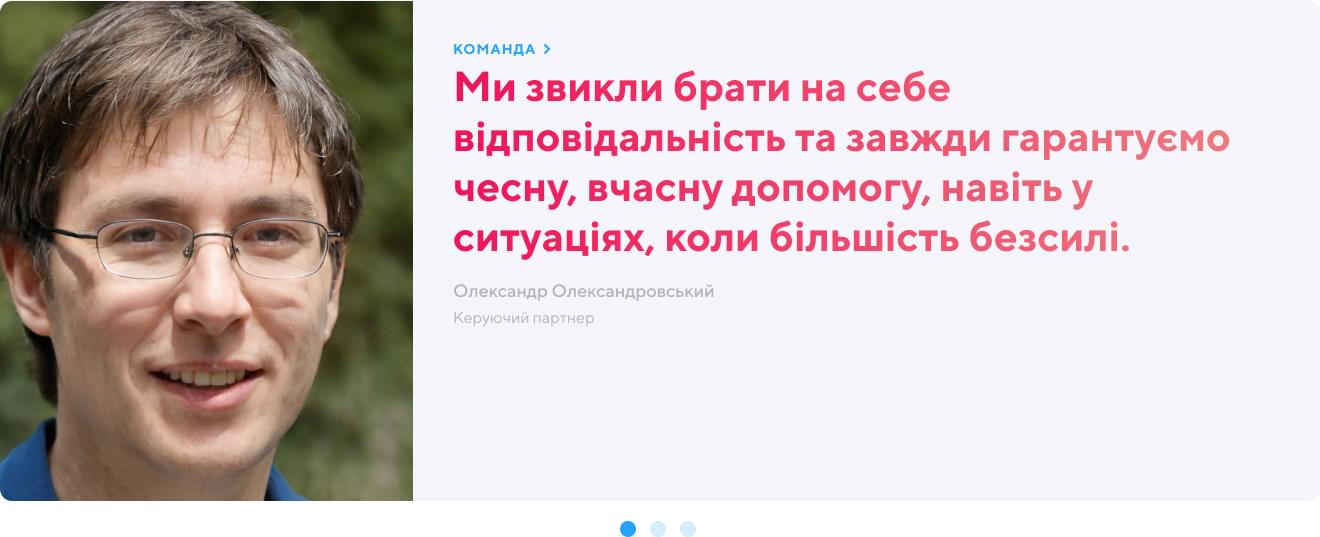 КОМАНДА
Ми звикли брати на себе
відповідальність та завжди гарантуємо
чесну, вчасну допомогу, навіть у
ситуаціях, коли більшість безсилі.
Олександр Олександровський
Керуючий партнер